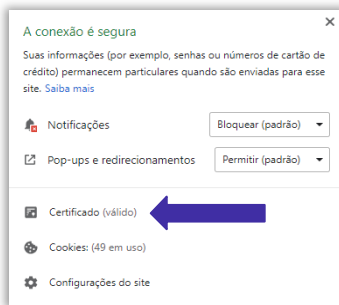 A conexão é segura
Suas informações (por exemplo, senhas
ou números de cartão de
crédito) permanecem particulares quando são enviadas para esse
site. Saiba mais
Notificações
Bloquear (padrão)
Pop-ups e redirecionamentos
Permitir (padrão)
Certificado (válido)
Cookies: (49 em uso)
Configurações do site